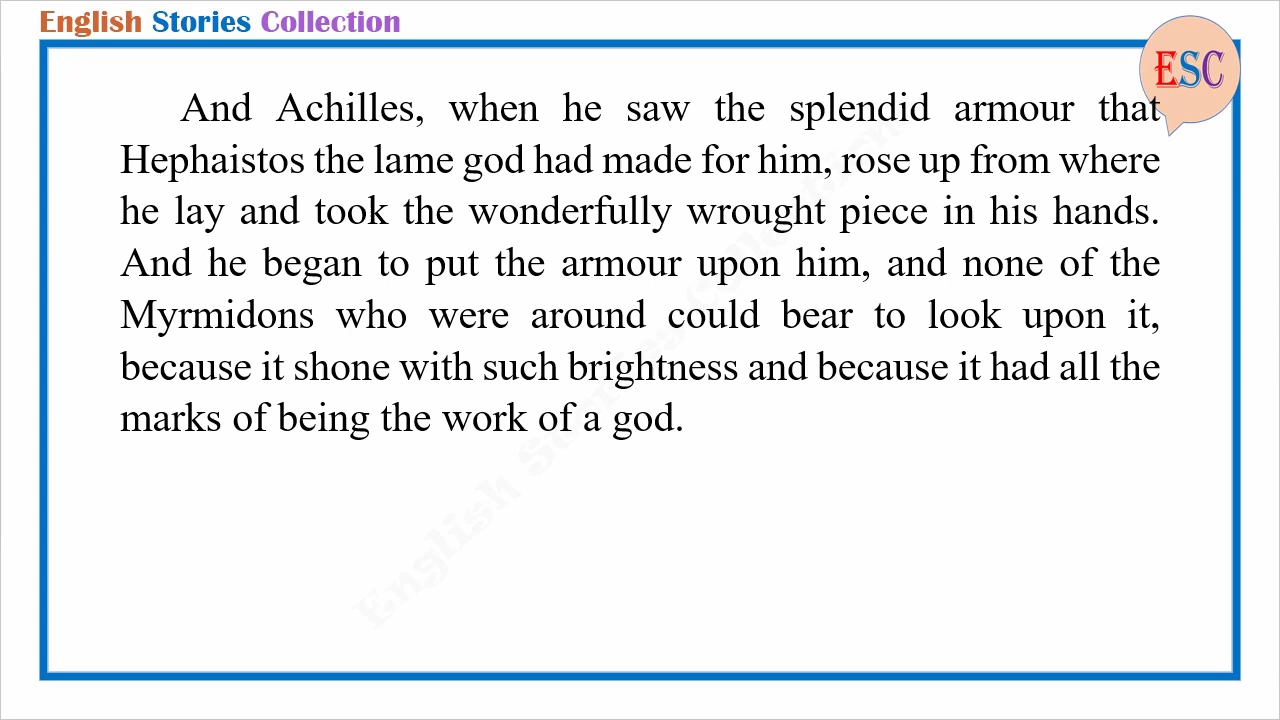 English Stories Collection
ESC
And Achilles, when he saw the splendid armour that
Hephaistos the lame god had made for him, rose up from where
he lay and took the wonderfully wrought piece in his hands.
And he began to put the armour upon him, and none of the
Myrmidons who were around could bear to look upon it,
because it shone with such brightness and because it had all the
marks of being the work of a god.
English Stories Collection